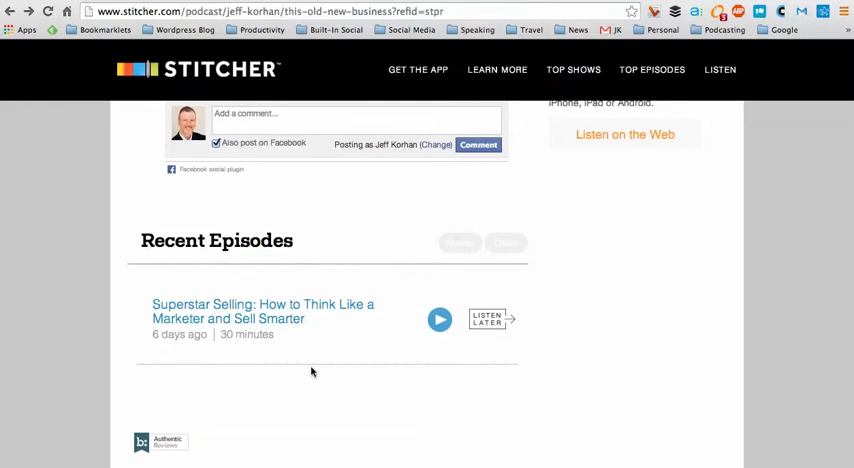 www.stitcher.com/podcast/jeff-korhan/this-old-new-business?refid=stpr
Apps Bookmarklets Wordpress Blog Productivity Built-In Social Social Media Speaking Travel News JK Personal Podcasting Google »
STITCHER™ GET THE APP LEARN MORE TOP SHOWS TOP EPISODES LISTEN
iPhone, iPad or Android.
Add a comment...
Listen on the Web
Also post on Facebook Posting as Jeff Korhan (Change) Comment
Facebook social plugin
Recent Episodes
Superstar Selling: How to Think Like a
Marketer and Sell Smarter
LISTEN
LATER
6 days ago | 30 minutes
b: Authentic
Reviews